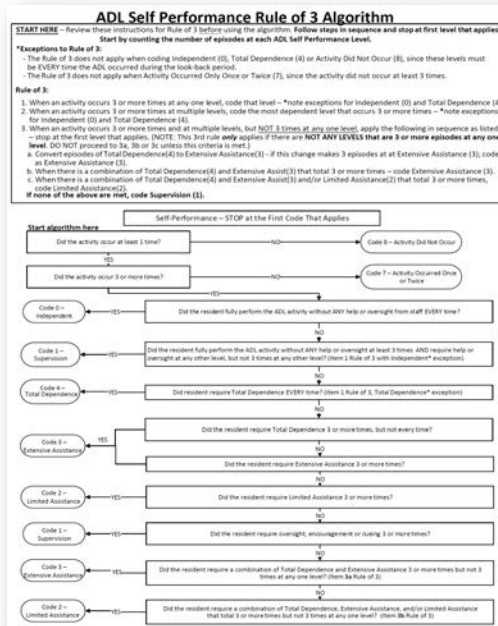 ADL Self Performance Rule of 3 Algorithm
START HERE – Review these instructions for Rule of 3 before using the algorithm. Follow steps in sequence and stop at first level that applies.
Start by counting the number of episodes at each ADL Self Performance Level.
*Exceptions to Rule of 3:
- The Rule of 3 does not apply when coding Independent (0), Total Dependence (4) or Activity Did Not Occur (8), since these levels must
be EVERY time the ADL occurred during the look-back period.
- The Rule of 3 does not apply when Activity Occurred Only Once or Twice (7), since the activity did not occur at least 3 times.
Rule of 3:
1. When an activity occurs 3 or more times at any one level, code that level – *note exceptions for Independent (0) and Total Dependence (4
2. When an activity occurs 3 or more times at multiple levels, code the most dependent level that occurs 3 or more times – *note exceptions
for Independent (0) and Total Dependence (4).
3. When an activity occurs 3 or more times and at multiple levels, but NOT 3 times at any one level, apply the following in sequence as listed
– stop at the first level that applies. (NOTE: This 3rd rule only applies if there are NOT ANY LEVELS that are 3 or more episodes at any one
level. DO NOT proceed to 3a, 3b or 3c unless this criteria is met.)
a. Convert episodes of Total Dependence(4) to Extensive Assist(3) – if this change makes 3 episodes at at Extensive Assist (3), code
as Extensive Assistance (3).
b. When there is a combination of Total Dependence(4) and Extensive Assist(3) that total 3 or more times – code Extensive Assistance (3).
c. When there is a combination of Total Dependence(4) and Extensive Assist(3) and/or Limited Assistance(2) that total 3 or more times,
code Limited Assistance(2).
If none of the above are met, code Supervision (1).
Self-Performance – STOP at the First Code That Applies
Start algorithm here
Did the activity occur at least 1 time?
NO
Code 8 – Activity Did Not Occur
YES
Did the activity occur 3 or more times?
NO
Code 7 – Activity Occurred Once
or Twice
YES
Code 0 –
Independent
YES
Did the resident fully perform the ADL activity without ANY help or oversight from staff EVERY time?
NO
Code 1 –
Supervision
YES
Did the resident fully perform the ADL activity without ANY help or oversight at least 3 times AND require help or
oversight at any other level, but not 3 times at any other level? (Item 1 Rule of 3 with Independent* exception)
NO
Code 4 –
Total Dependence
YES
Did resident require Total Dependence EVERY time? (Item 1 Rule of 3, Total Dependence* exception)
NO
Did the resident require Total Dependence 3 or more times, but not every time?
Code 3 –
Extensive Assistance
YES
NO
Did the resident require Extensive Assistance 3 or more times?
NO
Code 2 –
Limited Assistance
YES
Did the resident require Limited Assistance 3 or more times?
NO
Code 1 –
Supervision
YES
Did the resident require oversight, encouragement or cueing 3 or more times?
NO
Code 3 –
Extensive Assistance
YES
Did the resident require a combination of Total Dependence and Extensive Assistance 3 or more times but not 3
times at any one level? (Item 3a Rule of 3)
NO
Code 2 –
Limited Assistance
YES
Did the resident require a combination of Total Dependence, Extensive Assistance, and/or Limited Assistance
that total 3 or more times but not 3 times at any one level? (Item 3b Rule of 3)